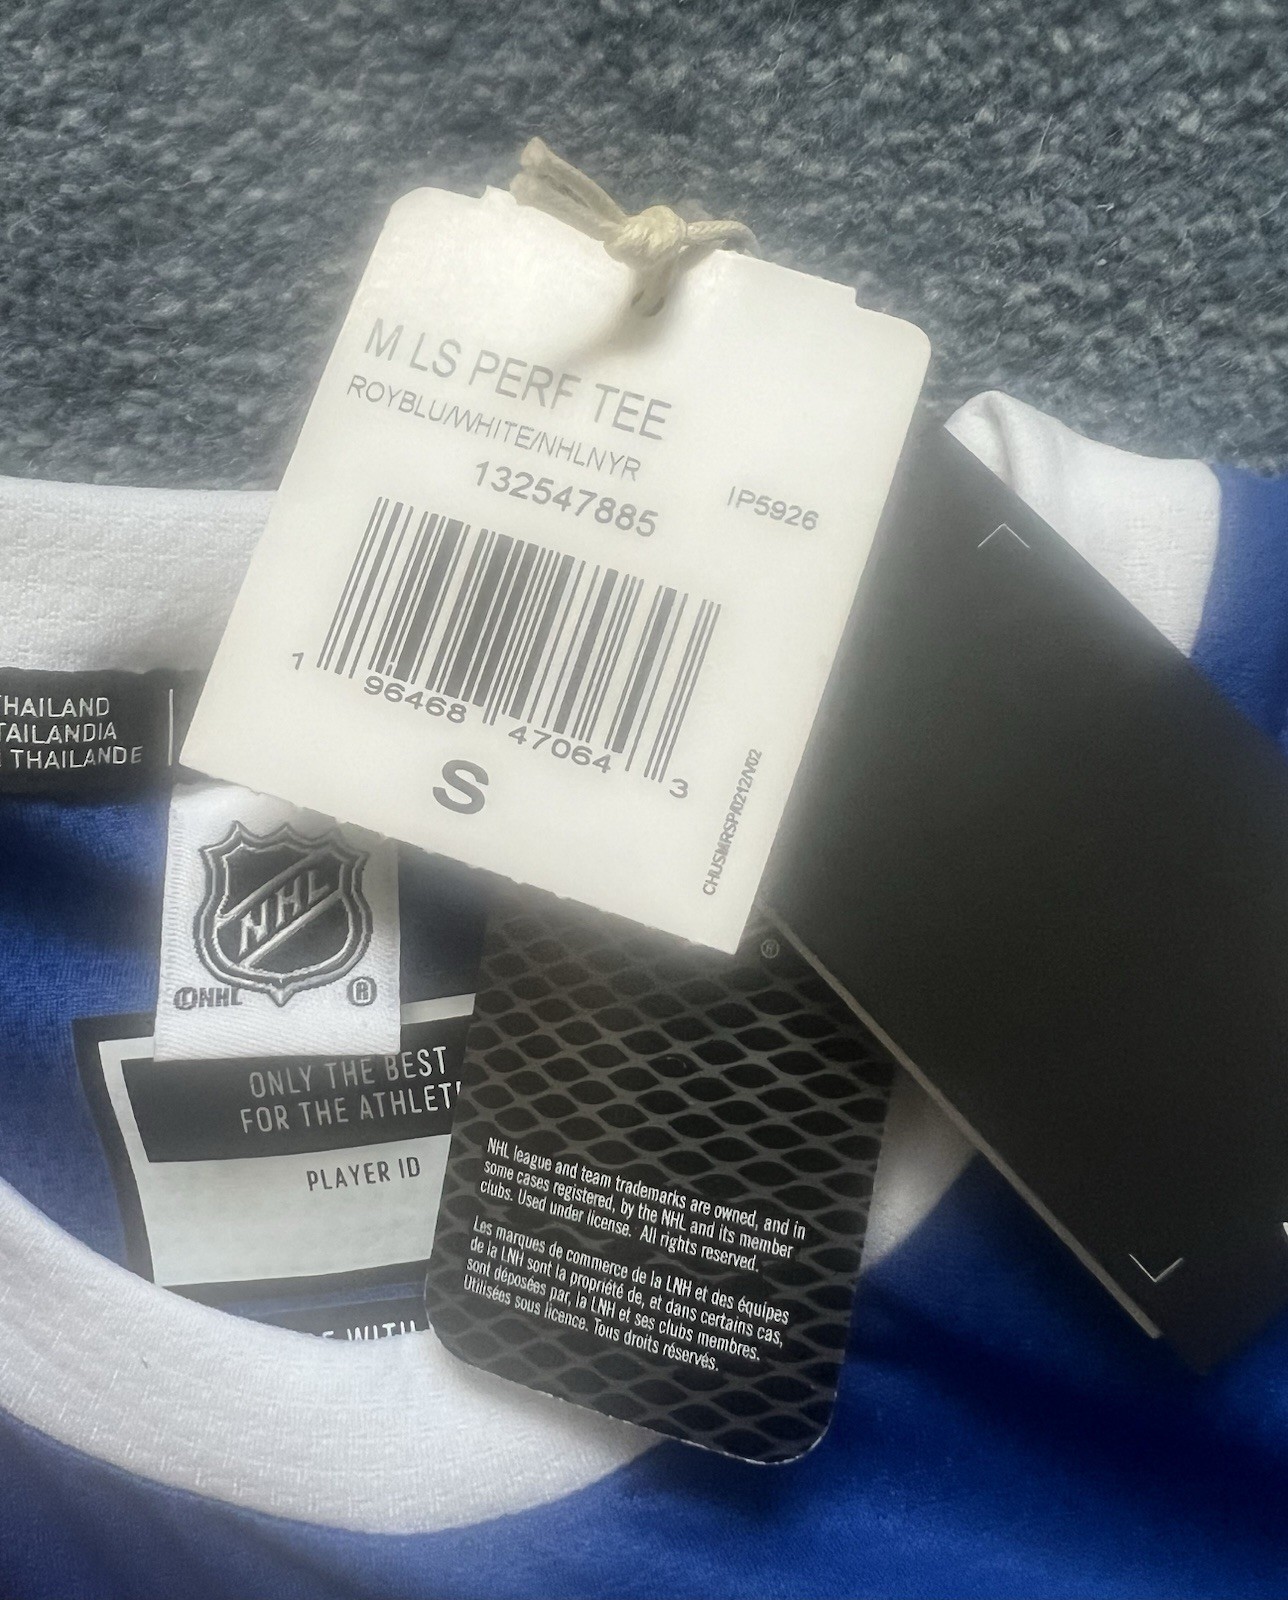 M LS PERF TEE
ROYBLU/WHITE/NHLNYR
132547885
IP5926
1 96468 47064 3
S
CHUSMRSP/0212/V02
HAILAND
TAILANDIA
THAILANDE
NHL
©NHL ®
ONLY THE BEST
FOR THE ATHLET
PLAYER ID
WITH
®
NHL league and team trademarks are owned, and in
some cases registered, by the NHL and its member
clubs. Used under license. All rights reserved.
Les marques de commerce de la LNH et des équipes
de la LNH sont la propriété de, et dans certains cas,
sont déposées par, la LNH et ses clubs membres.
Utilisées sous licence. Tous droits réservés.